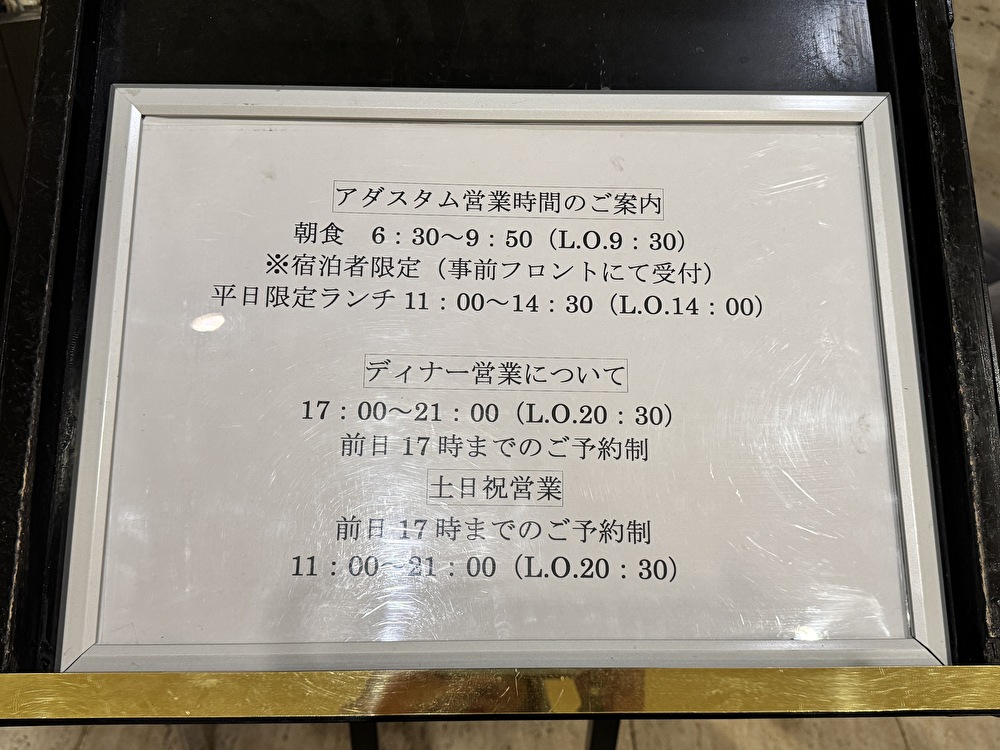 アダスタム営業時間のご案内
朝食　6：30～9：50（L.O.9：30）
※宿泊者限定（事前フロントにて受付）
平日限定ランチ 11：00～14：30（L.O.14：00）
ディナー営業について
17：00～21：00（L.O.20：30）
前日 17 時までのご予約制
土日祝営業
前日 17 時までのご予約制
11：00～21：00（L.O.20：30）